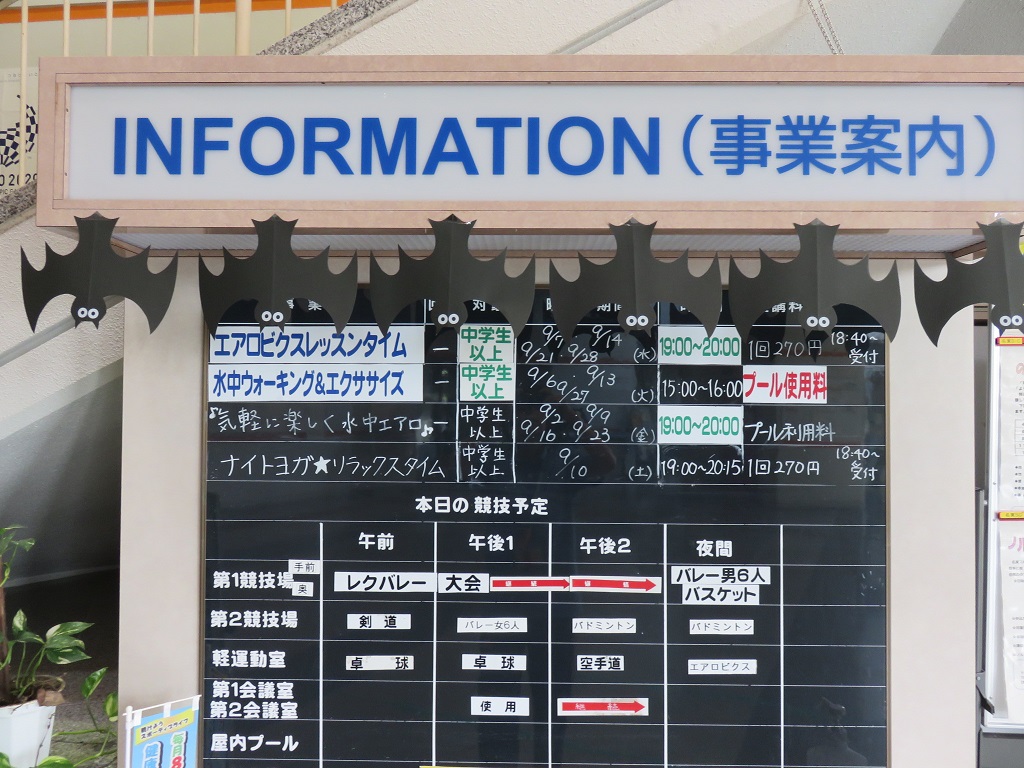 INFORMATION(事業案内)
エアロビクスレッスンタイム ー 中学生以上 9/7・9/14 9/21・9/28 (水) 19:00~20:00 1回270円 18:40~受付
水中ウォーキング&エクササイズ ー 中学生以上 9/6・9/13 9/27 (火) 15:00~16:00 プール使用料
♪気軽に楽しく水中エアロ♪ ー 中学生以上 9/2・9/9 9/16・9/23 (金) 19:00~20:00 プール利用料
ナイトヨガ★リラックスタイム 中学生以上 9/10 (土) 19:00~20:15 1回270円 18:40~受付
本日の競技予定
午前 午後1 午後2 夜間
第1競技場 手前 奥 レクバレー 大会 継続 継続 バレー男6人 バスケット
第2競技場 剣道 バレー女6人 バドミントン バドミントン
軽運動室 卓球 卓球 空手道 エアロビクス
第1会議室
第2会議室 使用 継続
屋内プール